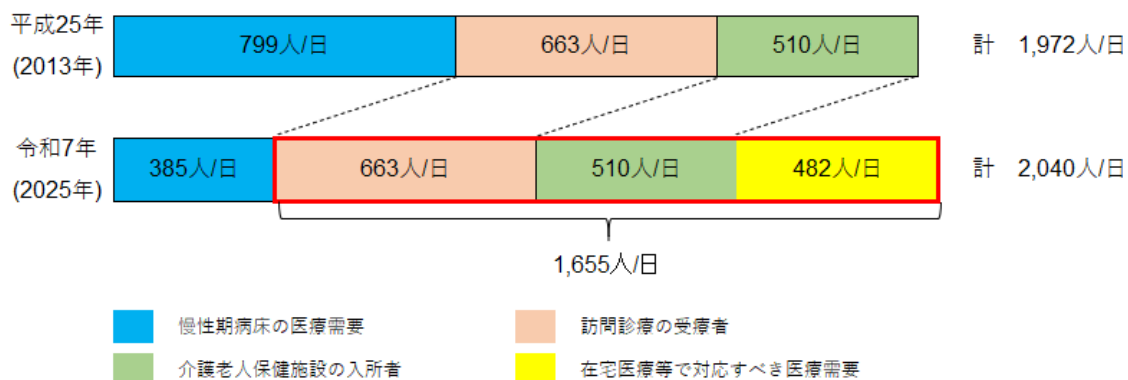 平成25年
(2013年)
799人/日
663人/日
510人/日
計 1,972人/日
令和7年
(2025年)
385人/日
663人/日
510人/日
482人/日
計 2,040人/日
1,655人/日
慢性期病床の医療需要
訪問診療の受療者
介護老人保健施設の入所者
在宅医療等で対応すべき医療需要